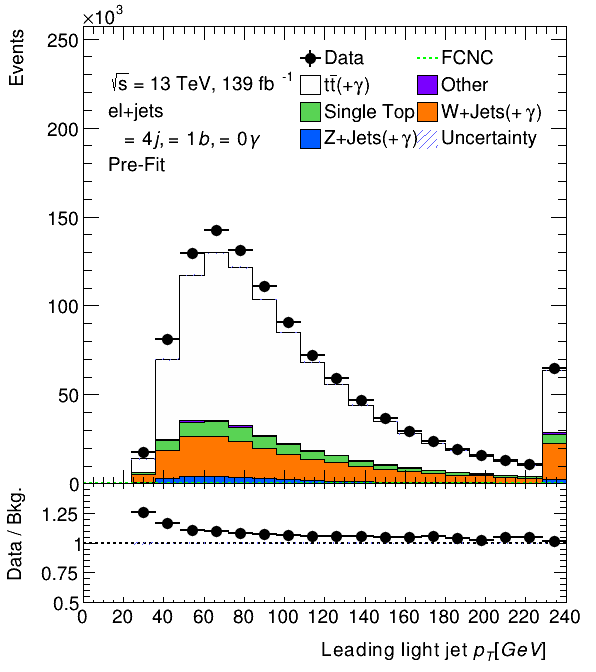 ×10³
Events
250
200
150
100
50
0
√s = 13 TeV, 139 fb⁻¹
el+jets
= 4j, = 1b, = 0γ
Pre-Fit
Data
FCNC
tt̄(+γ)
Other
Single Top
W+Jets(+γ)
Z+Jets(+γ)
Uncertainty
Data / Bkg.
1.25
1
0.75
0.5
0 20 40 60 80 100 120 140 160 180 200 220 240
Leading light jet p_T[GeV]